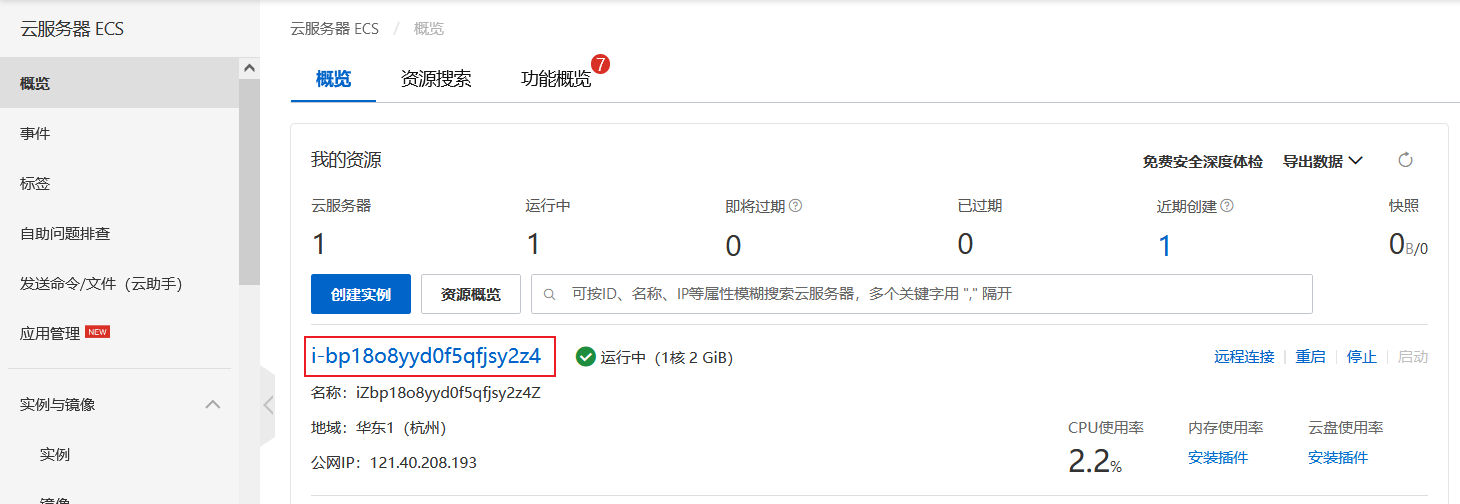 云服务器 ECS
概览
事件
标签
自助问题排查
发送命令/文件（云助手）
应用管理 NEW
实例与镜像
实例
镜像
云服务器 ECS / 概览
概览 资源搜索 功能概览 7
我的资源 免费安全深度体检 导出数据
云服务器 运行中 即将过期 ? 已过期 近期创建 ? 快照
1 1 0 0 1 0B/0
创建实例 资源概览 可按ID、名称、IP等属性模糊搜索云服务器，多个关键字用 "," 隔开
i-bp18o8yyd0f5qfjsy2z4 运行中（1核 2 GiB） 远程连接 重启 停止 启动
名称：iZbp18o8yyd0f5qfjsy2z4Z
地域：华东1（杭州） CPU使用率 内存使用率 云盘使用率
公网IP：121.40.208.193 2.2% 安装插件 安装插件